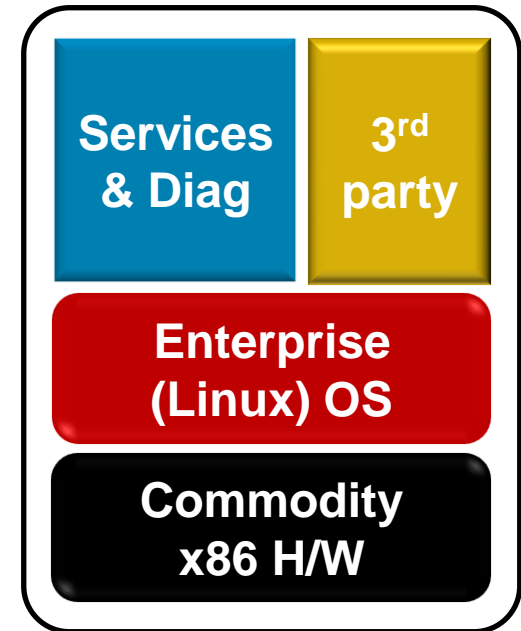 Services
& Diag
3rd
party
Enterprise
(Linux) OS
Commodity
x86 H/W